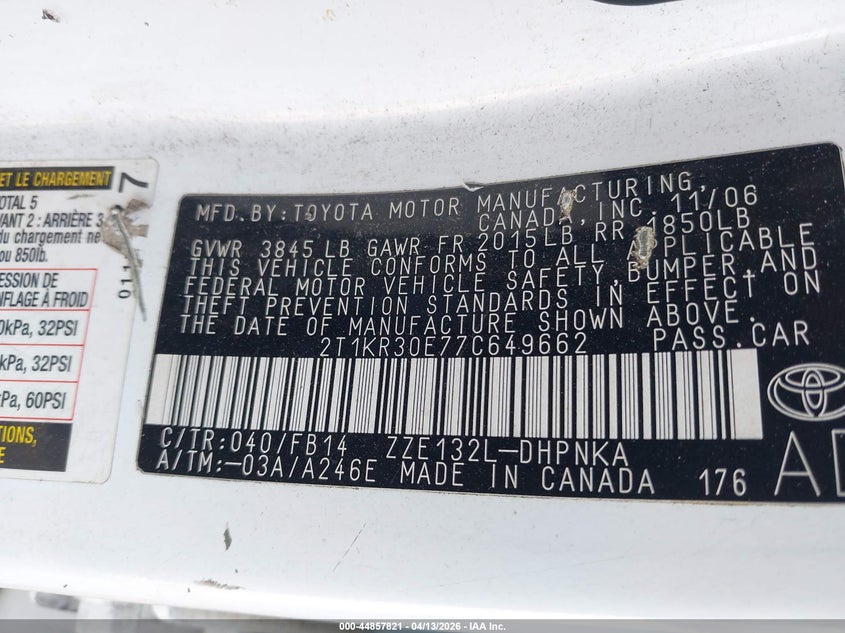 ET LE CHARGEMENT
TOTAL 5
VANT 2 : ARRIÈRE 3
du chargement ne
ou 850lb.
ESSION DE
NFLAGE À FROID
0kPa, 32PSI
kPa, 32PSI
kPa, 60PSI
7
MFD. BY: TOYOTA MOTOR MANUFACTURING,
CANADA, INC. 11/06
GVWR 3845 LB GAWR FR 2015LB RR 1850LB
THIS VEHICLE CONFORMS TO ALL APPLICABLE
FEDERAL MOTOR VEHICLE SAFETY, BUMPER, AND
THEFT PREVENTION STANDARDS IN EFFECT ON
THE DATE OF MANUFACTURE SHOWN ABOVE.
2T1KR30E77C649662 PASS.CAR
C/TR: 040/FB14 ZZE132L-DHPNKA
A/TM:-03A/A246E MADE IN CANADA 176
000-44857821 | 04/13/2026 | IAA Inc.